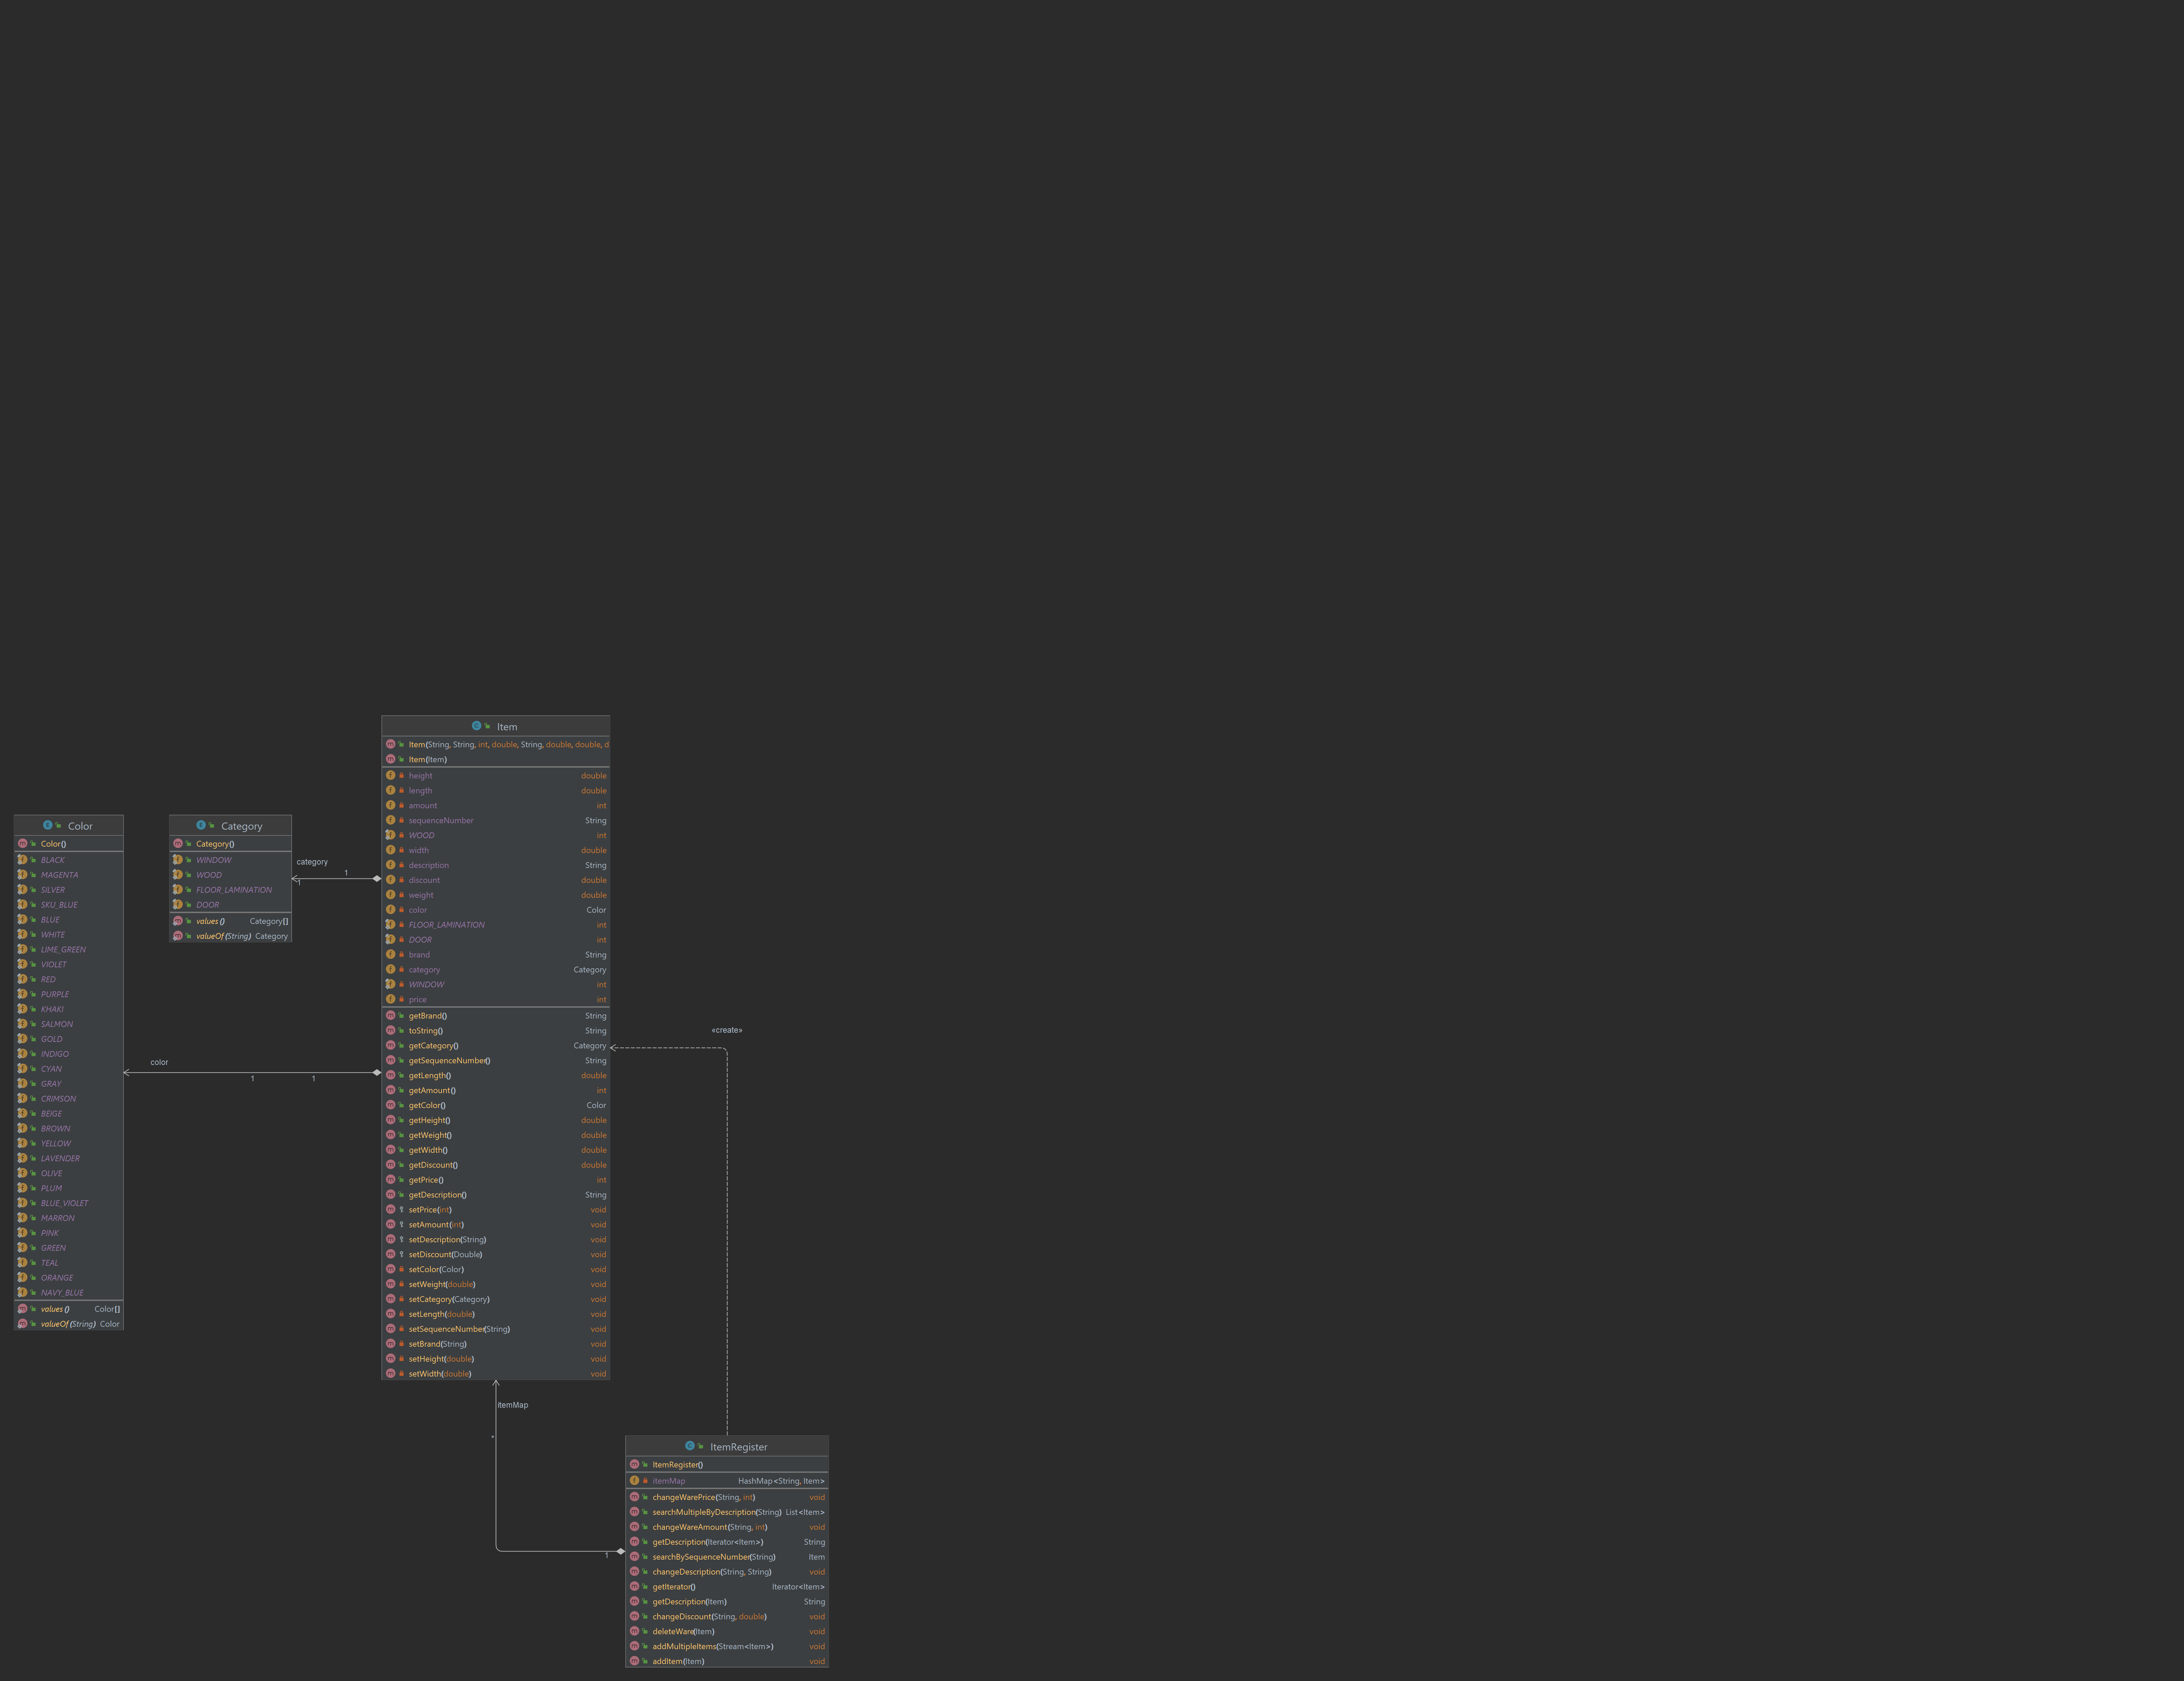 Item
Item(String, String, int, double, String, double, double, d
Item(Item)
height double
length double
amount int
sequenceNumber String
WOOD int
width double
description String
discount double
weight double
color Color
FLOOR_LAMINATION int
DOOR int
brand String
category Category
WINDOW int
price int
getBrand() String
toString() String
getCategory() Category
getSequenceNumber() String
getLength() double
getAmount() int
getColor() Color
getHeight() double
getWeight() double
getWidth() double
getDiscount() double
getPrice() int
getDescription() String
setPrice(int) void
setAmount(int) void
setDescription(String) void
setDiscount(Double) void
setColor(Color) void
setWeight(double) void
setCategory(Category) void
setLength(double) void
setSequenceNumber(String) void
setBrand(String) void
setHeight(double) void
setWidth(double) void
Color
Color()
BLACK
MAGENTA
SILVER
SKU_BLUE
BLUE
WHITE
LIME_GREEN
VIOLET
RED
PURPLE
KHAKI
SALMON
GOLD
INDIGO
CYAN
GRAY
CRIMSON
BEIGE
BROWN
YELLOW
LAVENDER
OLIVE
PLUM
BLUE_VIOLET
MARRON
PINK
GREEN
TEAL
ORANGE
NAVY_BLUE
values() Color[]
valueOf(String) Color
Category
Category()
WINDOW
WOOD
FLOOR_LAMINATION
DOOR
values() Category[]
valueOf(String) Category
category
1
1
color
1 1
«create»
itemMap
*
1
ItemRegister
ItemRegister()
itemMap HashMap<String, Item>
changeWarePrice(String, int) void
searchMultipleByDescription(String) List<Item>
changeWareAmount(String, int) void
getDescription(Iterator<Item>) String
searchBySequenceNumber(String) Item
changeDescription(String, String) void
getIterator() Iterator<Item>
getDescription(Item) String
changeDiscount(String, double) void
deleteWare(Item) void
addMultipleItems(Stream<Item>) void
addItem(Item) void